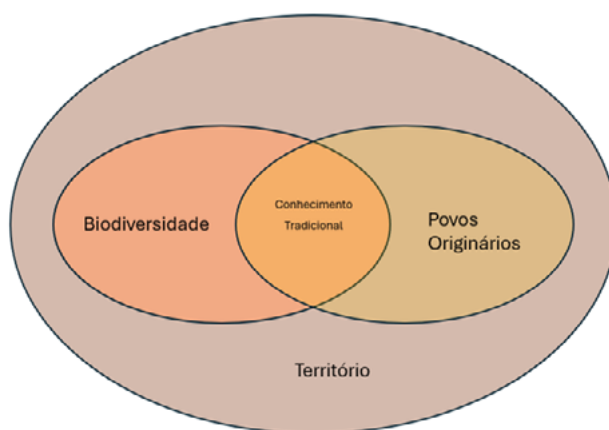 Conhecimento
Tradicional
Biodiversidade
Povos
Originários
Território